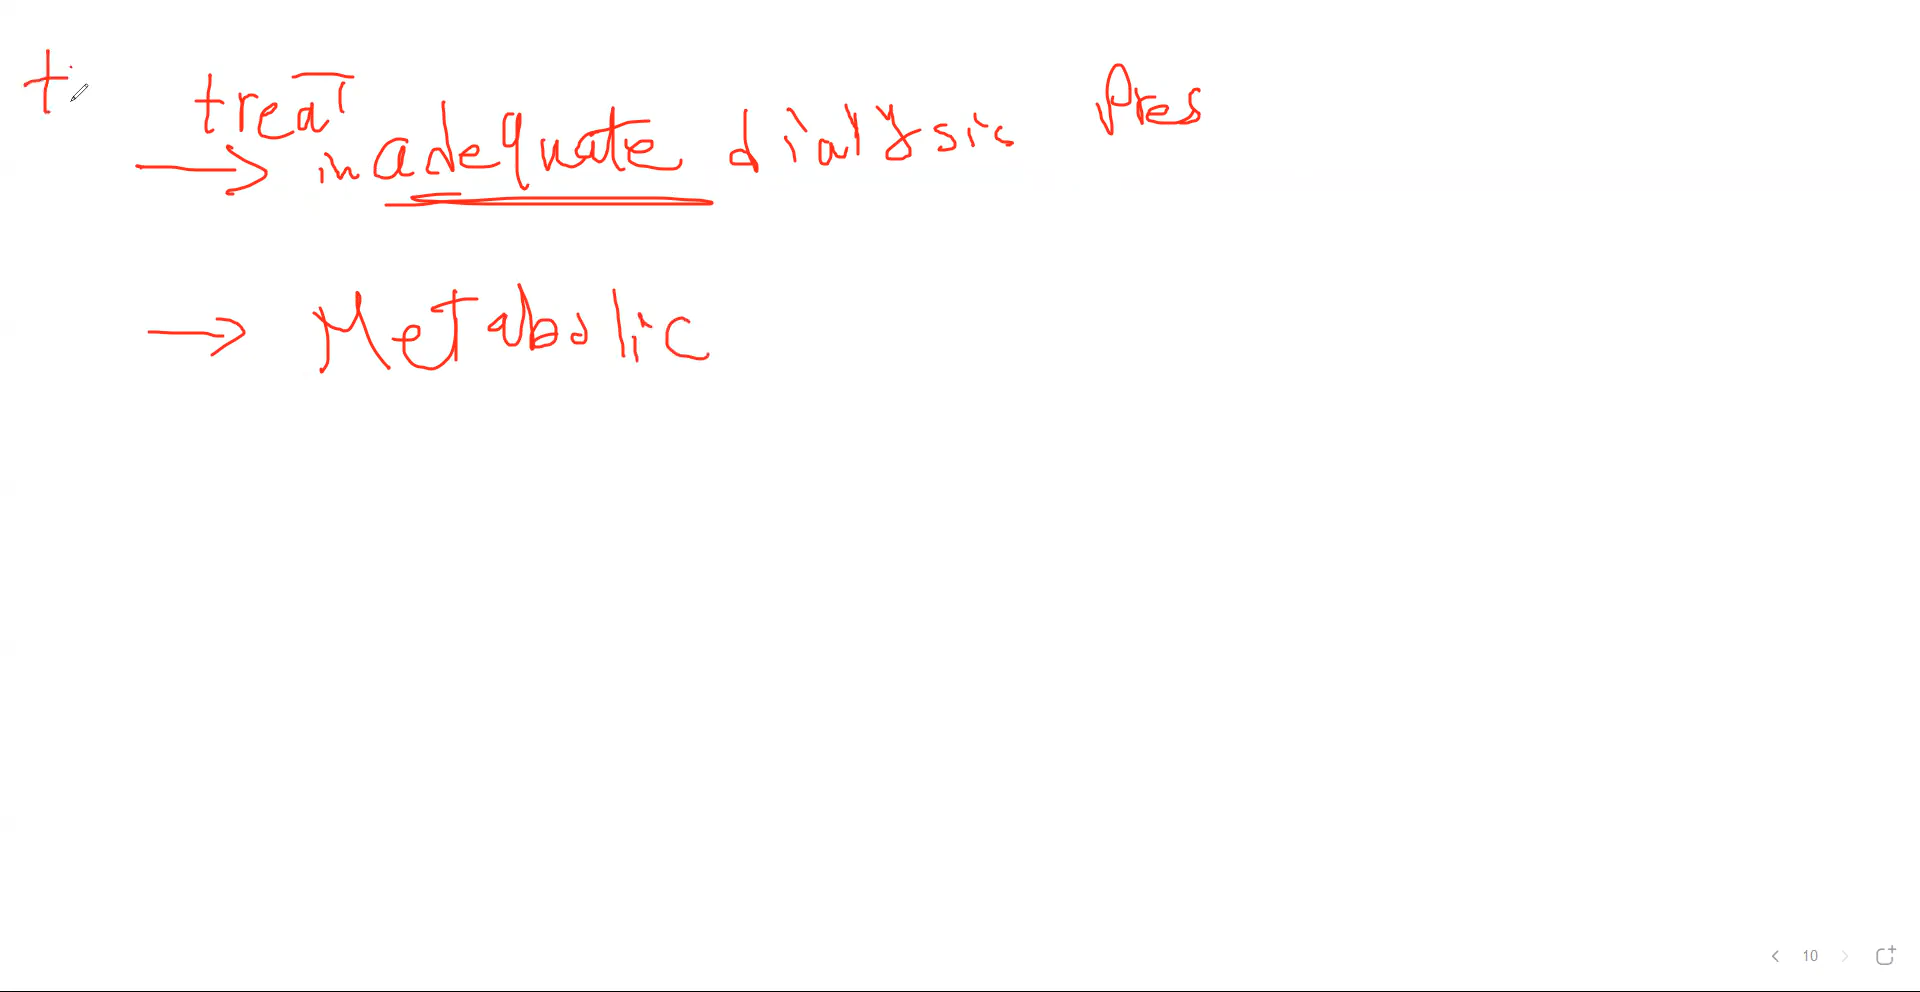 t treat Pres
→ inadequate dialysis
→ Metabolic
10